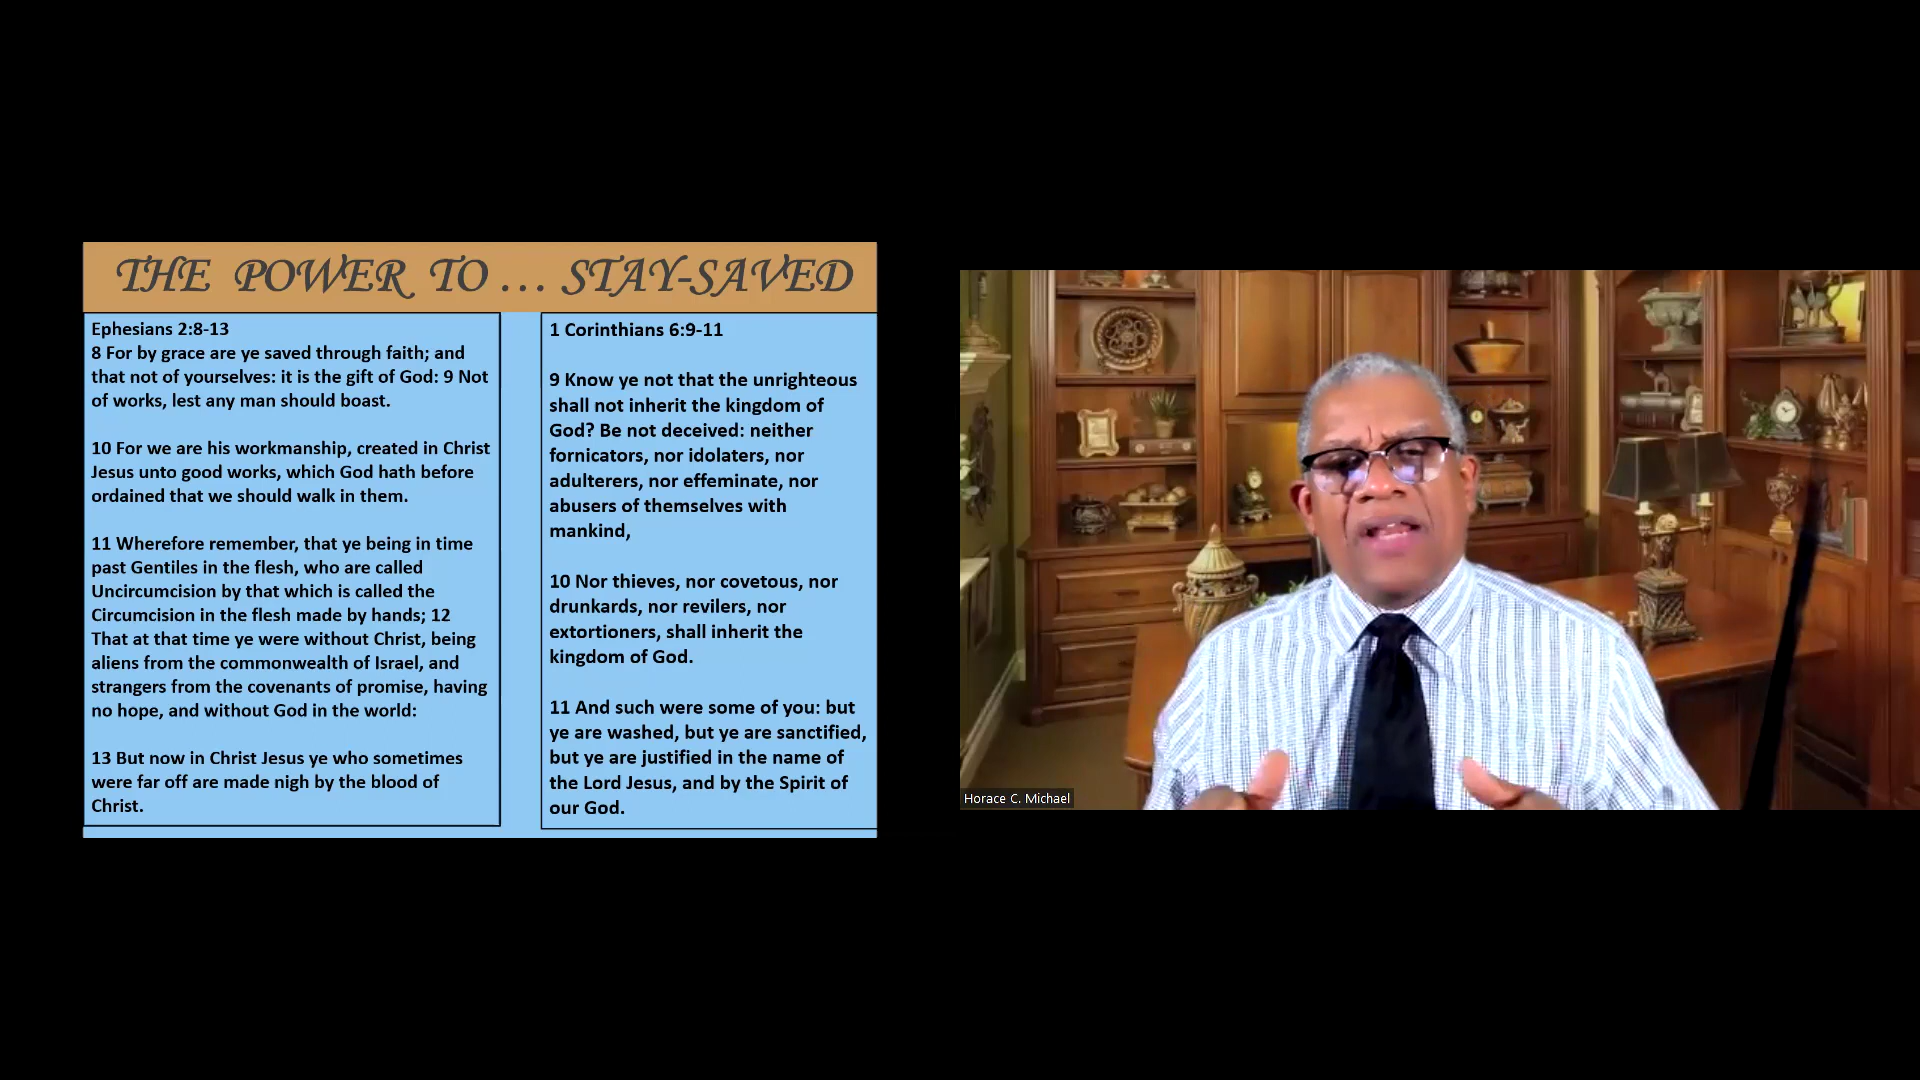 THE POWER TO ... STAY-SAVED
Ephesians 2:8-13
8 For by grace are ye saved through faith; and
that not of yourselves: it is the gift of God: 9 Not
of works, lest any man should boast.
10 For we are his workmanship, created in Christ
Jesus unto good works, which God hath before
ordained that we should walk in them.
11 Wherefore remember, that ye being in time
past Gentiles in the flesh, who are called
Uncircumcision by that which is called the
Circumcision in the flesh made by hands; 12
That at that time ye were without Christ, being
aliens from the commonwealth of Israel, and
strangers from the covenants of promise, having
no hope, and without God in the world:
13 But now in Christ Jesus ye who sometimes
were far off are made nigh by the blood of
Christ.
1 Corinthians 6:9-11
9 Know ye not that the unrighteous
shall not inherit the kingdom of
God? Be not deceived: neither
fornicators, nor idolaters, nor
adulterers, nor effeminate, nor
abusers of themselves with
mankind,
10 Nor thieves, nor covetous, nor
drunkards, nor revilers, nor
extortioners, shall inherit the
kingdom of God.
11 And such were some of you: but
ye are washed, but ye are sanctified,
but ye are justified in the name of
the Lord Jesus, and by the Spirit of
our God.
Horace C. Michael